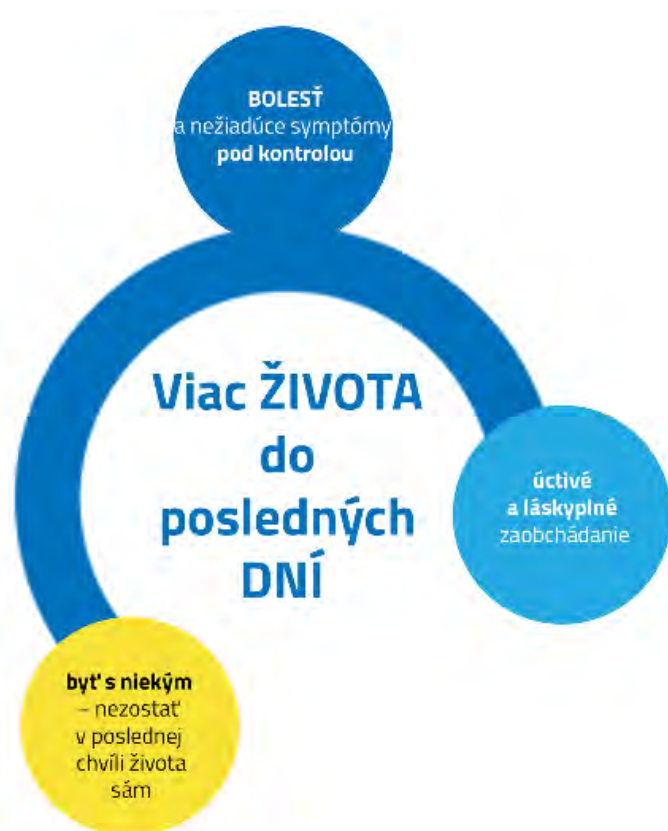 BOLESŤ
a nežiadúce symptómy
pod kontrolou
Viac ŽIVOTA
do
posledných
DNÍ
úctivé
a láskyplné
zaobchádanie
byť s niekým
– nezostať
v poslednej
chvíli života
sám